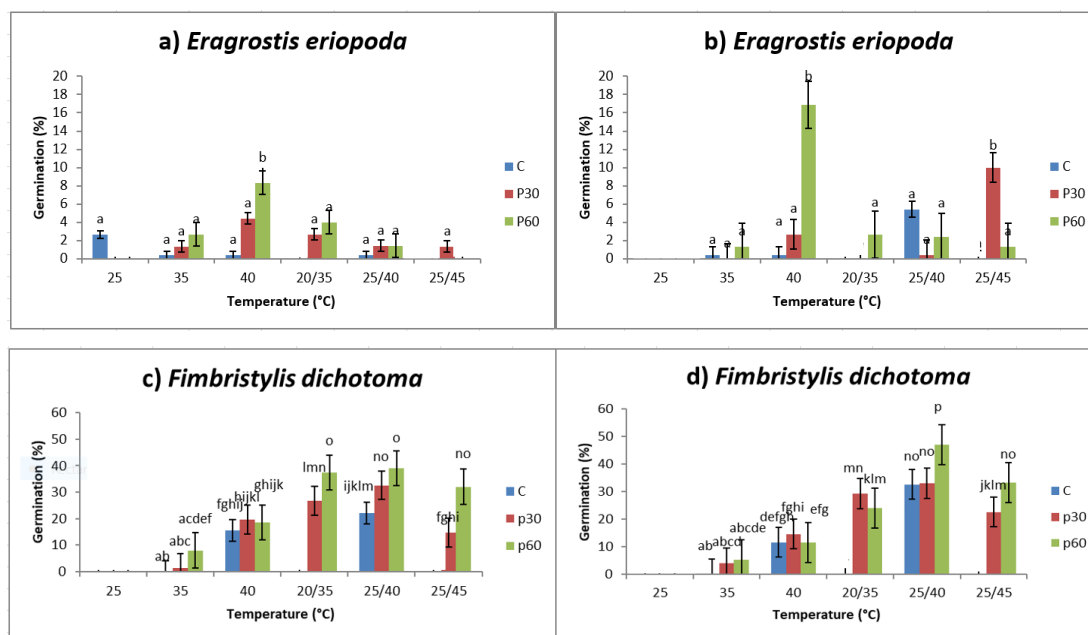 a) Eragrostis eriopoda
Germination (%)
20
18
16
14
12
10
8
6
4
2
0
a
a a a
a a b
a a
a a a
a
25 35 40 20/35 25/40 25/45
Temperature (°C)
C
P30
P60
b) Eragrostis eriopoda
Germination (%)
20
18
16
14
12
10
8
6
4
2
0
a a a
a a b
a
a a a
b a
25 35 40 20/35 25/40 25/45
Temperature (°C)
C
P30
P60
c) Fimbristylis dichotoma
Germination (%)
60
50
40
30
20
10
0
ab abc acdef
fghij hijkl ghijk
lmn o
ijklm no o
fghi no
25 35 40 20/35 25/40 25/45
Temperature (°C)
C
p30
p60
d) Fimbristylis dichotoma
Germination (%)
60
50
40
30
20
10
0
ab abcd abcde
defgh fghi efg
mn klm
no no p
jklm no
25 35 40 20/35 25/40 25/45
Temperature (°C)
C
p30
p60